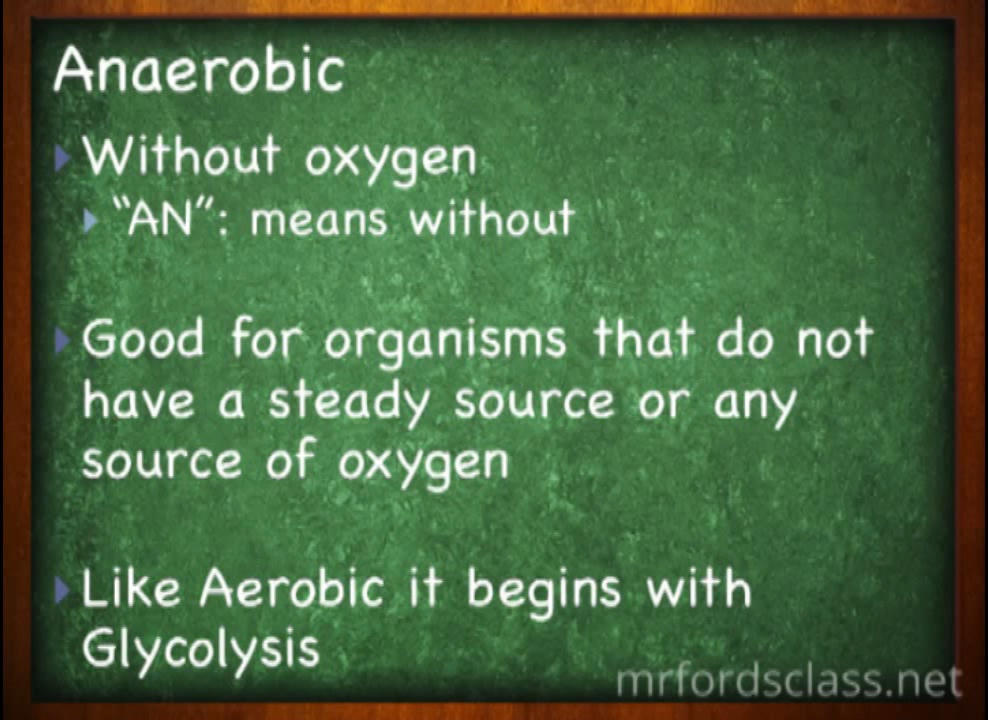 Anaerobic
Without oxygen
“AN”: means without
Good for organisms that do not
have a steady source or any
source of oxygen
Like Aerobic it begins with
Glycolysis
mrfordsclass.net